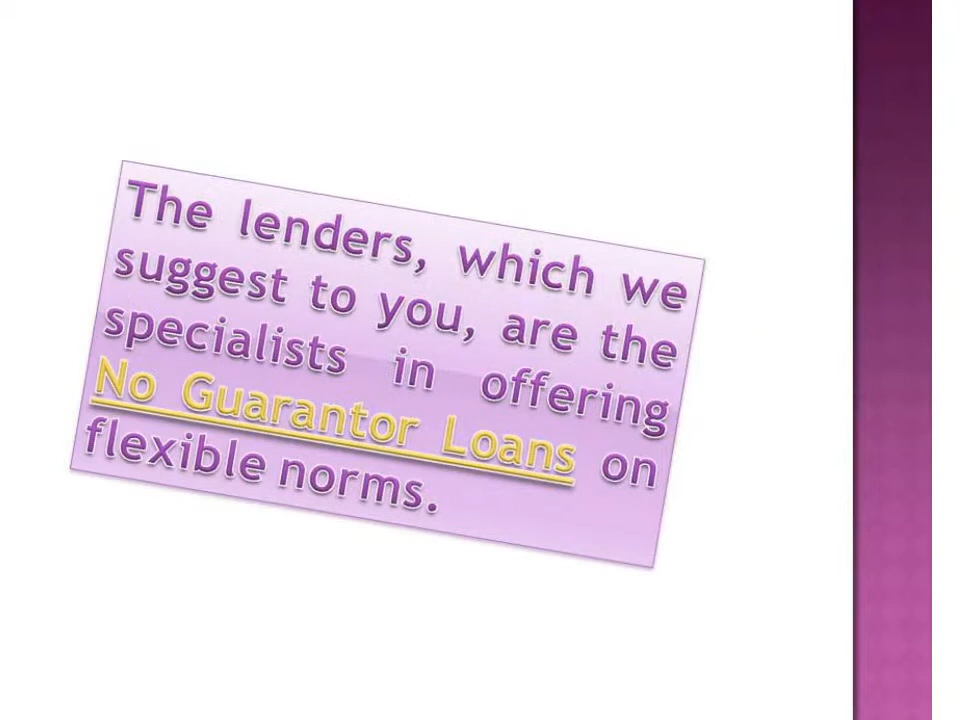 The lenders, which we
suggest to you, are the
specialists in offering
No Guarantor Loans on
flexible norms.